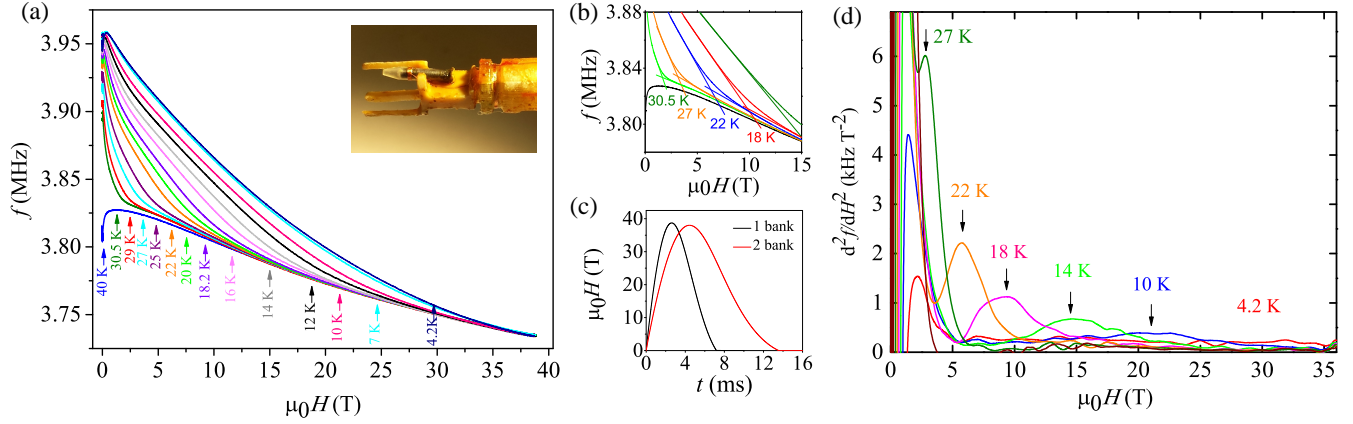 (a)
f (MHz)
3.95
3.90
3.85
3.80
3.75
40 K
30.5 K
29 K
27 K
25 K
22 K
20 K
18.2 K
16 K
14 K
12 K
10 K
7 K
4.2K
0 5 10 15 20 25 30 35 40
μ0H (T)
(b)
f (MHz)
3.88
3.84
3.80
30.5 K
27 K
22 K
18 K
0 5 10 15
μ0H (T)
(c)
μ0H (T)
40
30
20
10
0
1 bank
2 bank
0 4 8 12 16
t (ms)
(d)
d²f/dH² (kHz T⁻²)
6
5
4
3
2
1
0
27 K
22 K
18 K
14 K
10 K
4.2 K
0 5 10 15 20 25 30 35
μ0H (T)